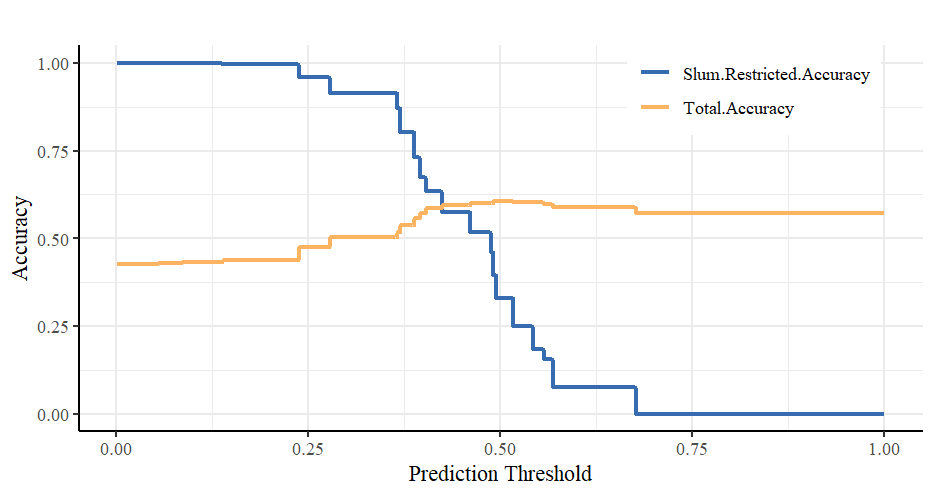 1.00
0.75
0.50
0.25
0.00
Accuracy
Slum.Restricted.Accuracy
Total.Accuracy
0.00 0.25 0.50 0.75 1.00
Prediction Threshold